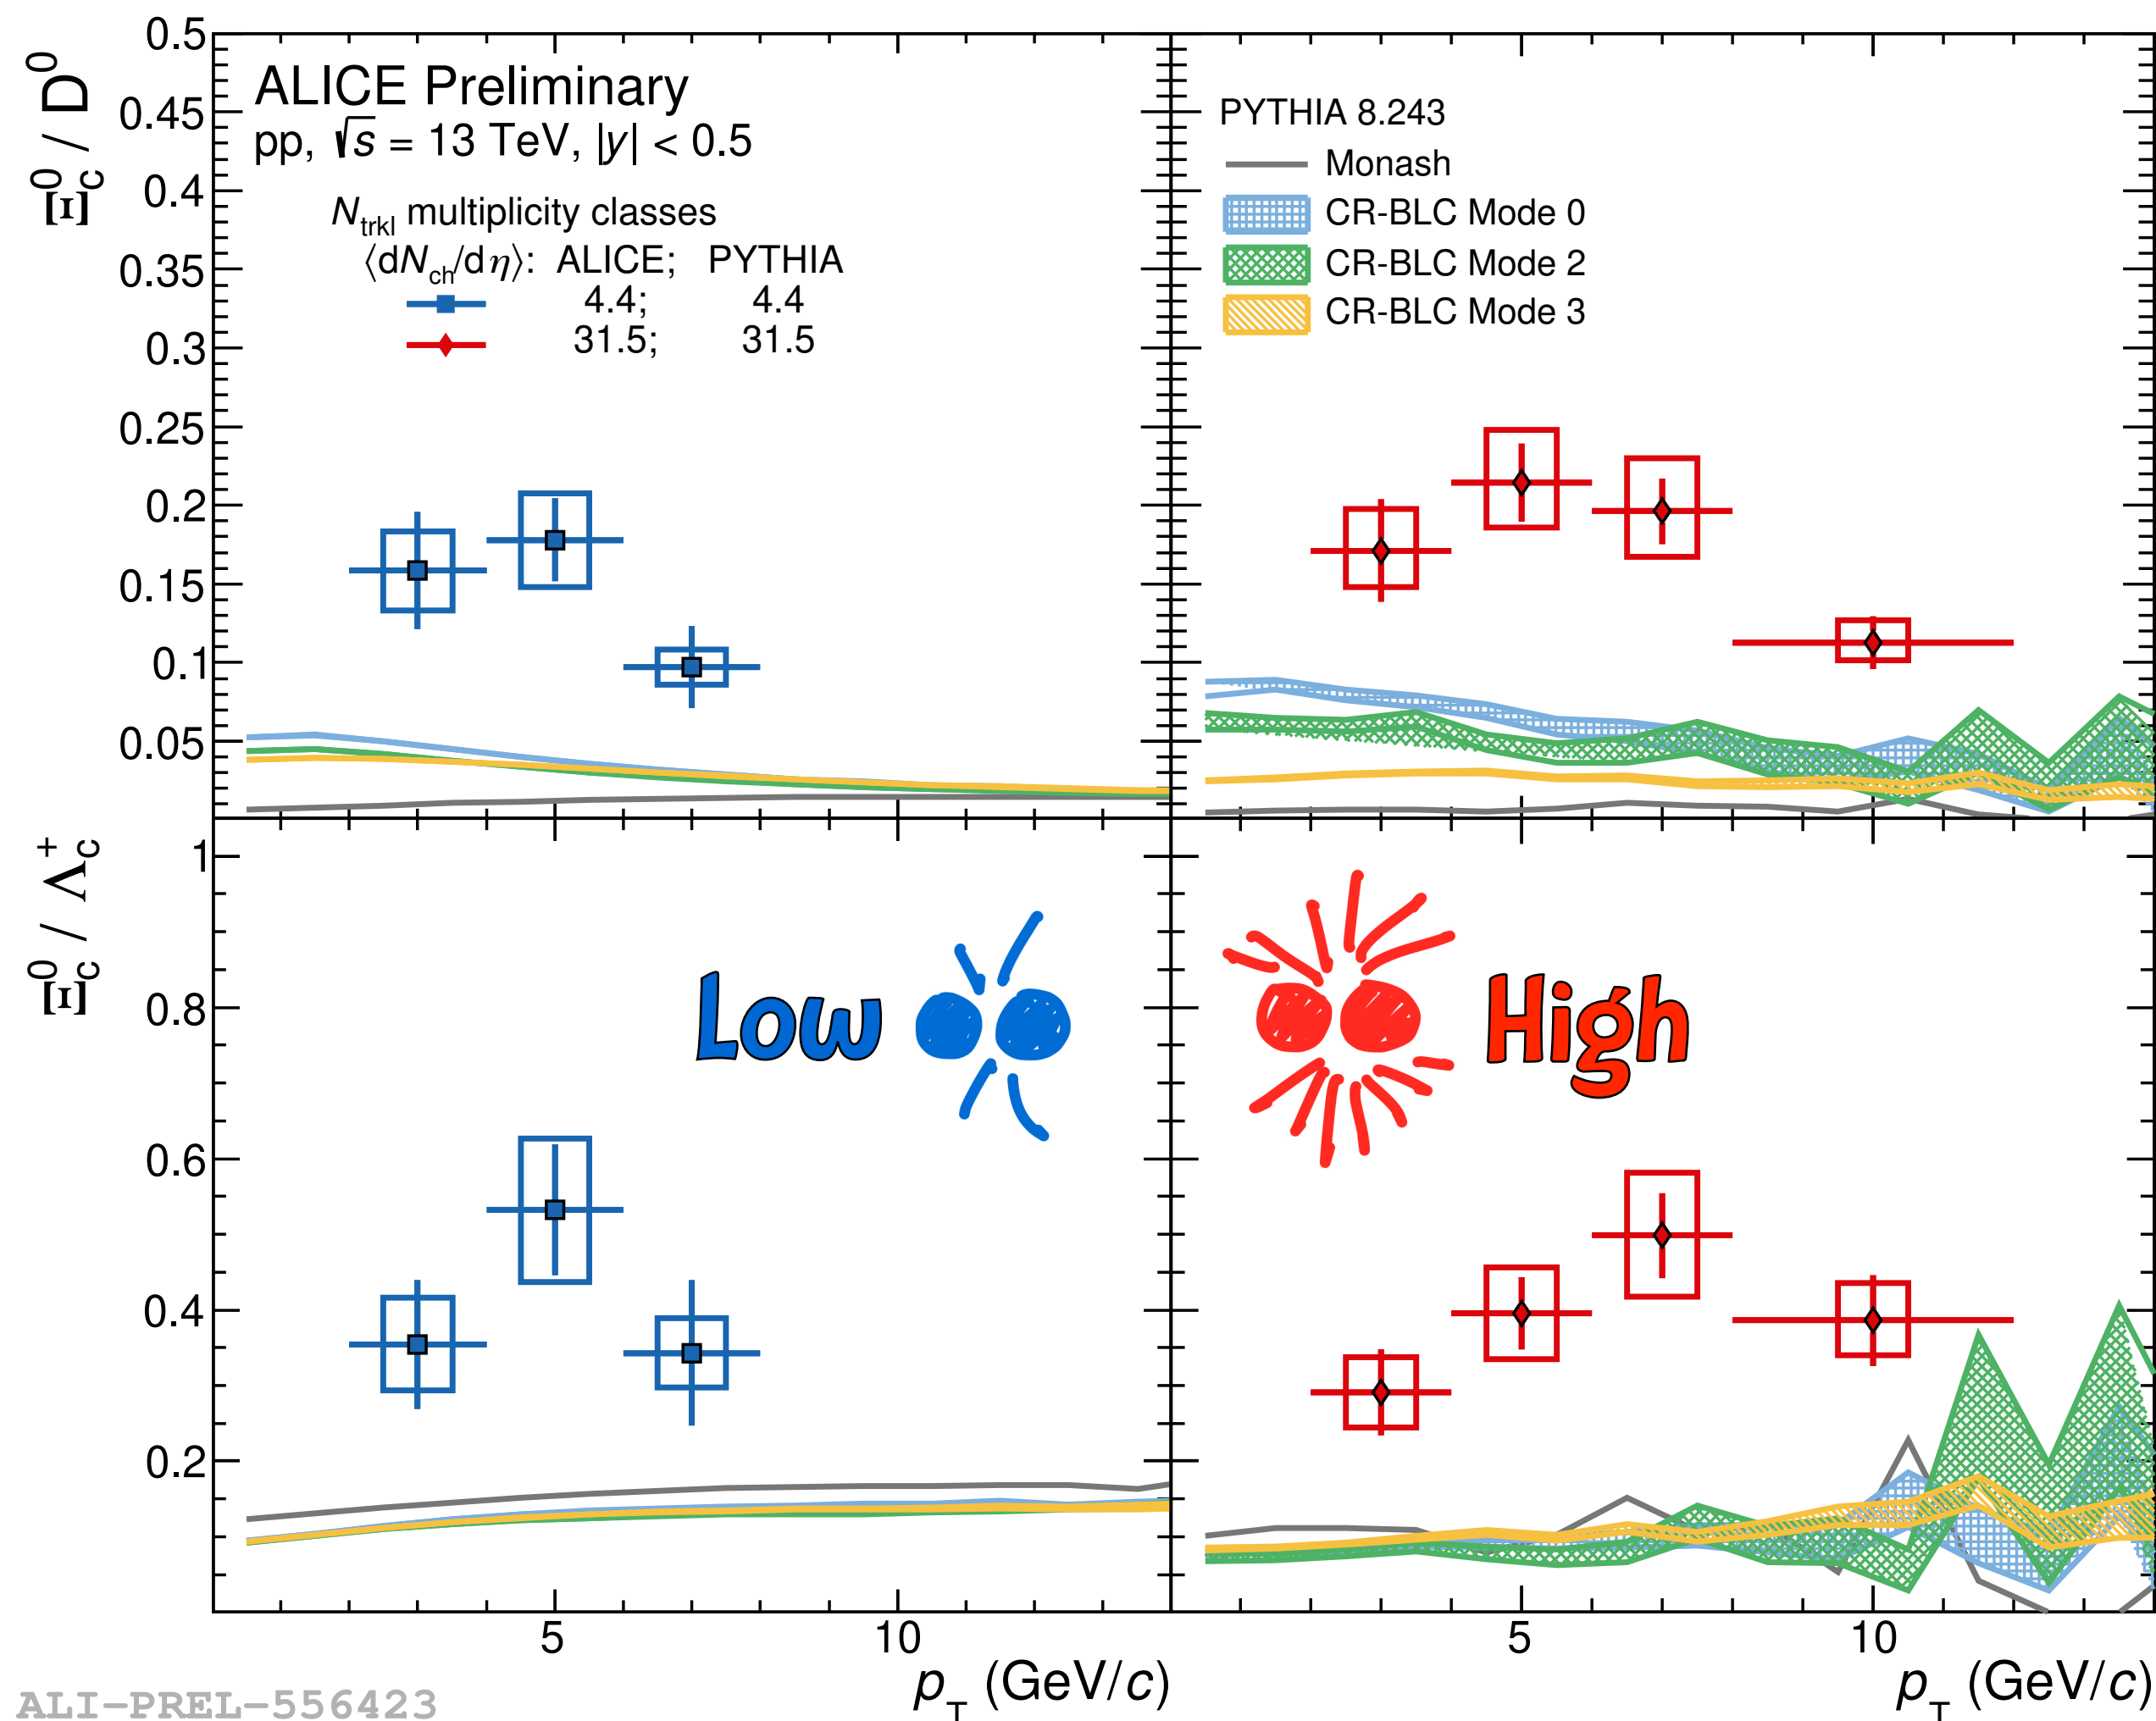 ALICE Preliminary
pp, √s = 13 TeV, |y| < 0.5
N_trkl multiplicity classes
⟨dN_ch/dη⟩: ALICE; PYTHIA
4.4; 4.4
31.5; 31.5
PYTHIA 8.243
Monash
CR-BLC Mode 0
CR-BLC Mode 2
CR-BLC Mode 3
Ξ_c^0 / D^0
0.5
0.45
0.4
0.35
0.3
0.25
0.2
0.15
0.1
0.05
Ξ_c^0 / Λ_c^+
1
0.8
0.6
0.4
0.2
Low
High
5 10
5 10
p_T (GeV/c)
p_T (GeV/c)
ALI-PREL-556423